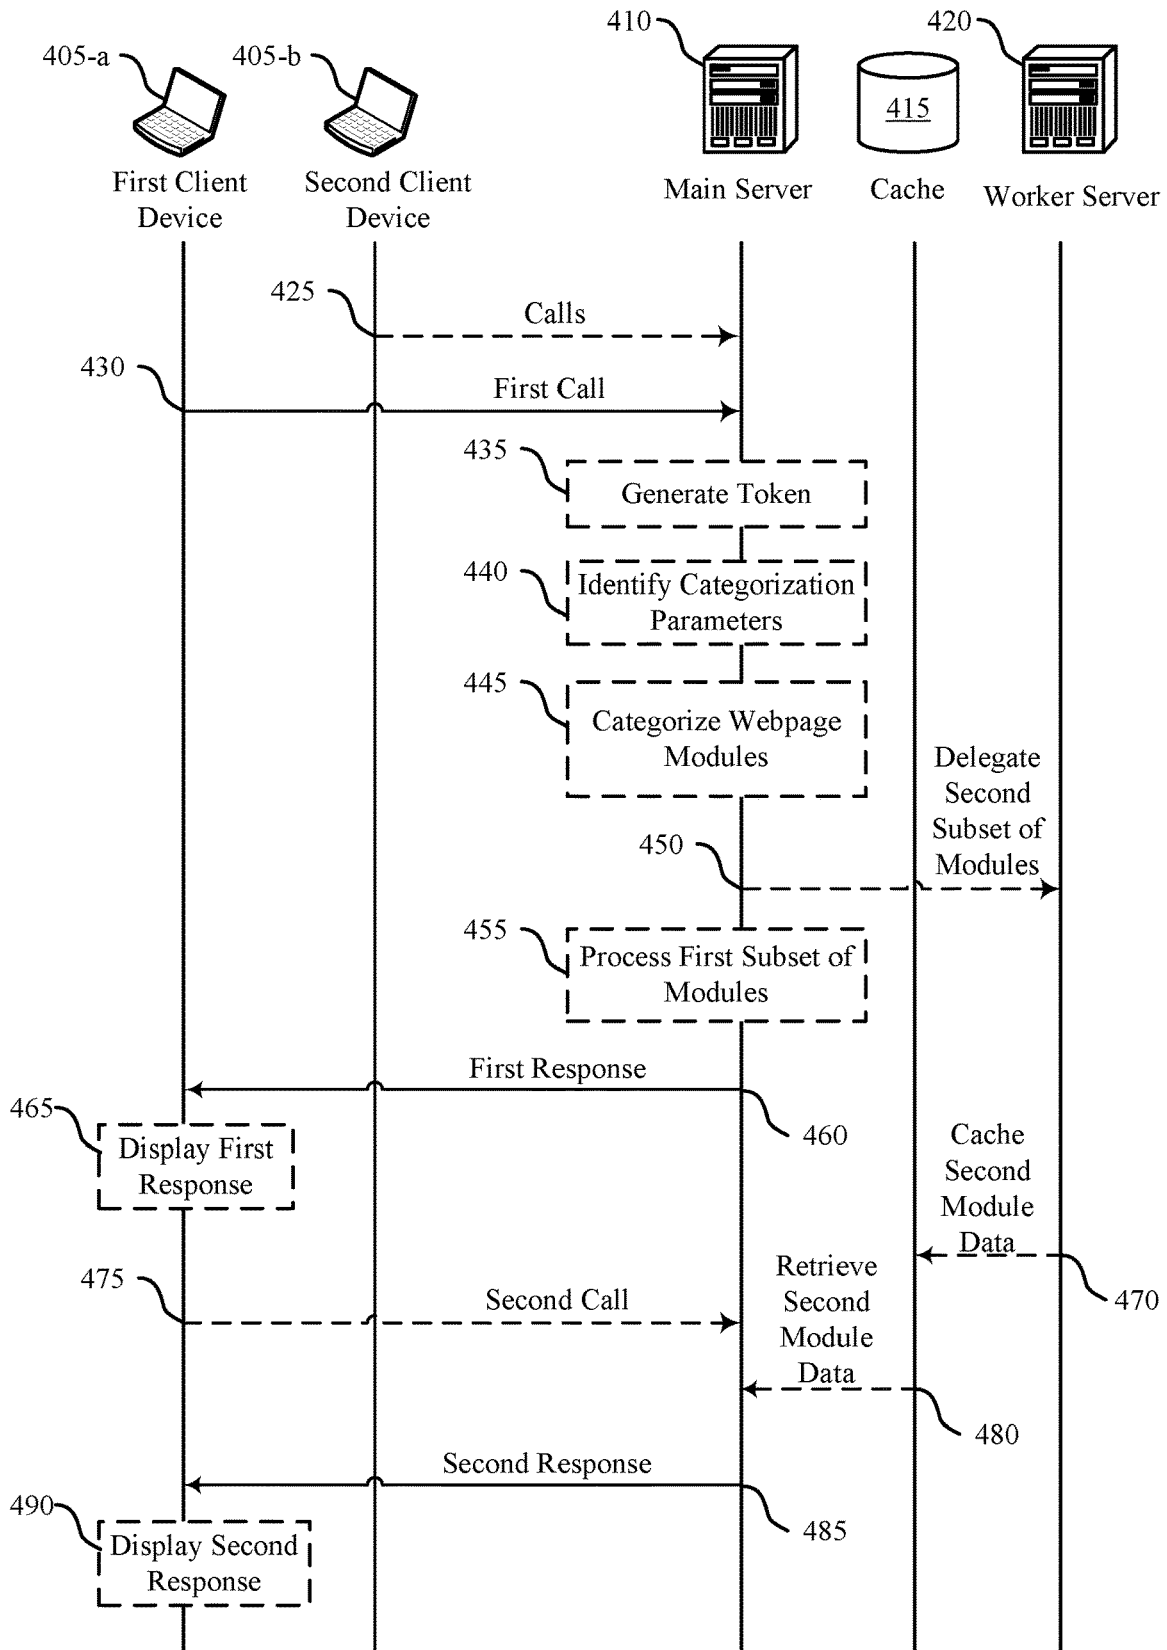 410
420
405-a
405-b
415
First Client
Device
Second Client
Device
Main Server
Cache
Worker Server
425
Calls
430
First Call
435
Generate Token
440
Identify Categorization
Parameters
445
Categorize Webpage
Modules
Delegate
Second
Subset of
Modules
450
455
Process First Subset of
Modules
First Response
460
465
Display First
Response
Cache
Second
Module
Data
470
475
Second Call
Retrieve
Second
Module
Data
480
Second Response
485
490
Display Second
Response